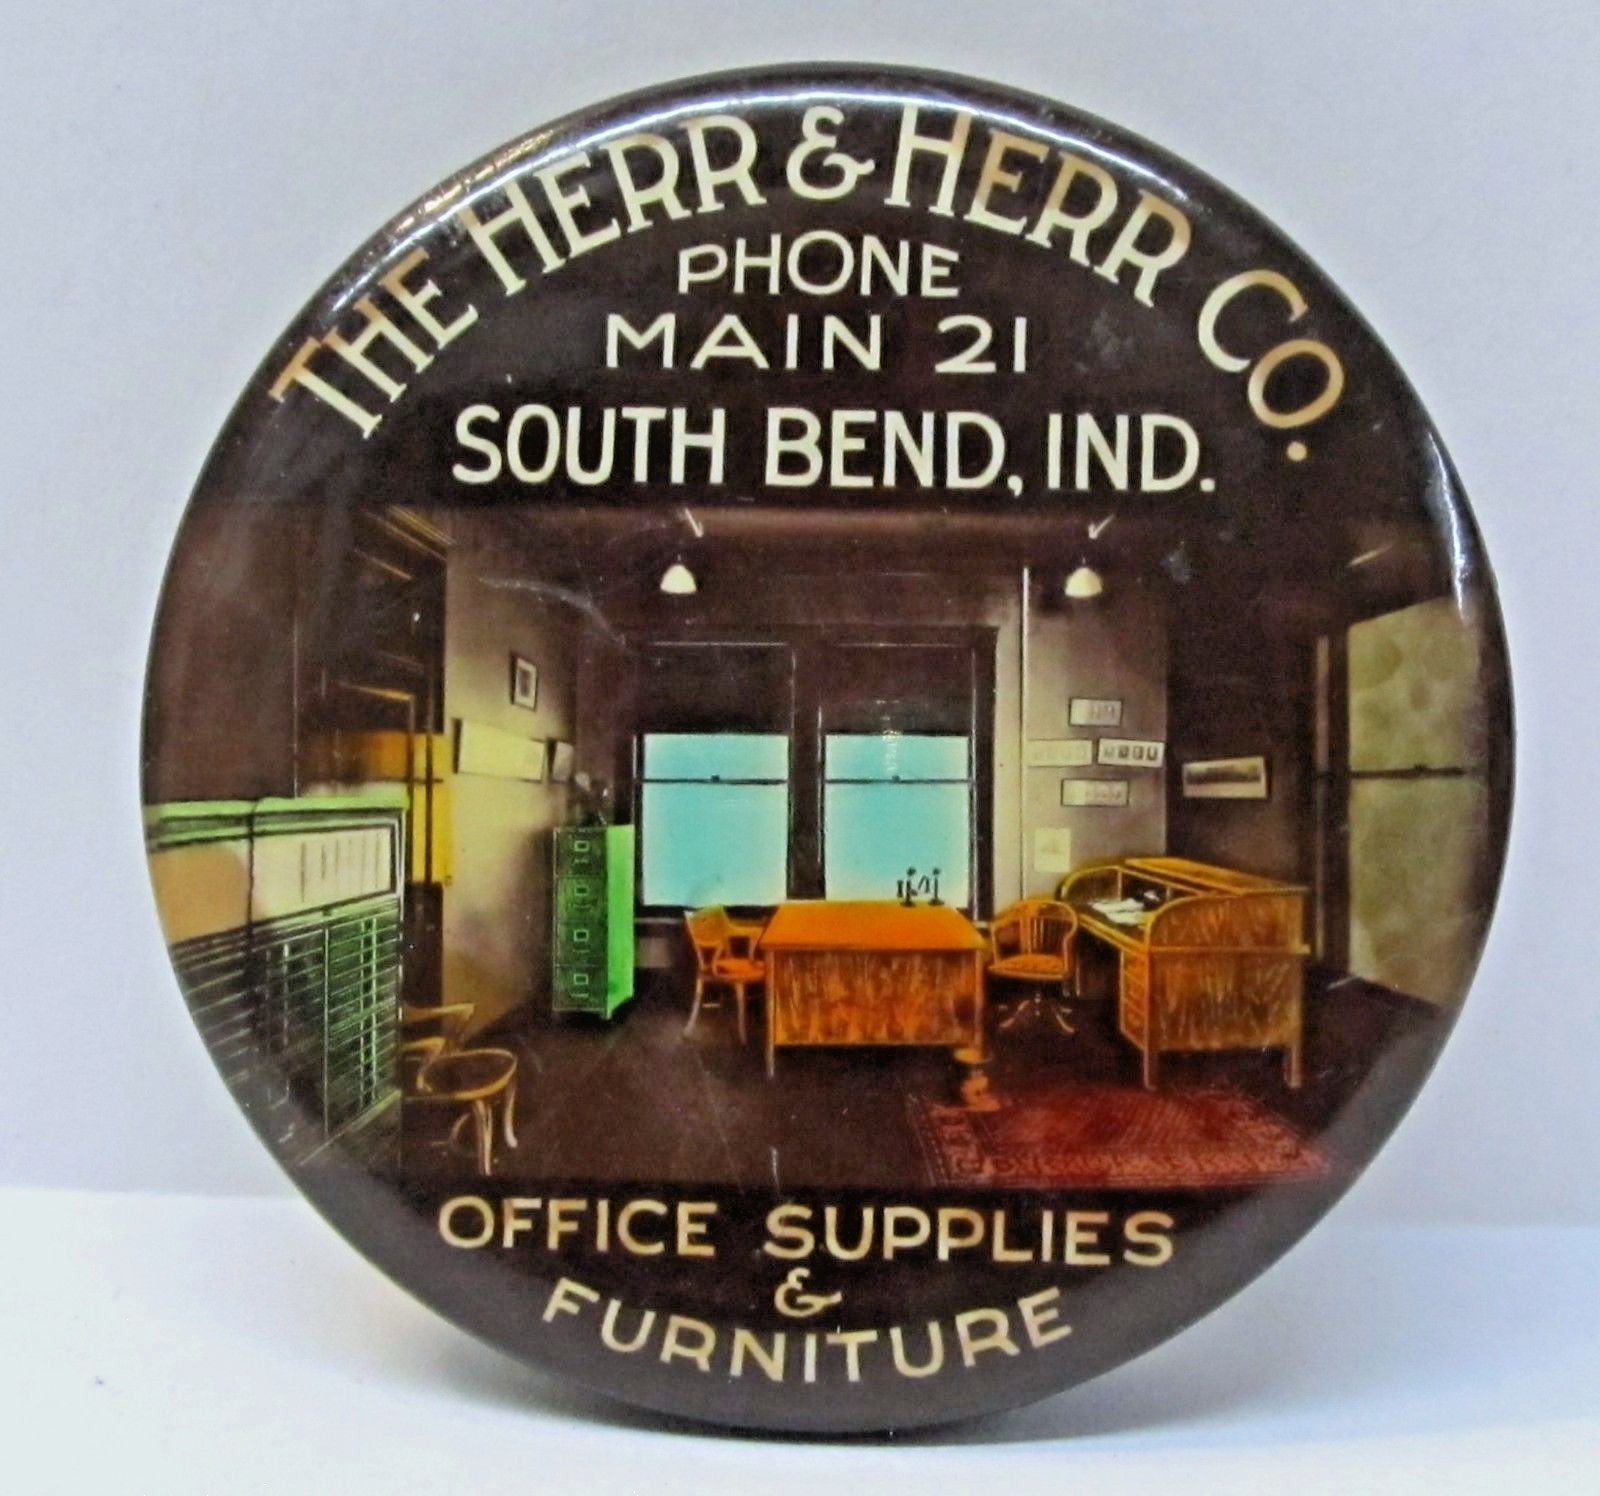 THE HERR & HERR CO.
PHONE
MAIN 21
SOUTH BEND, IND.
OFFICE SUPPLIES
&
FURNITURE